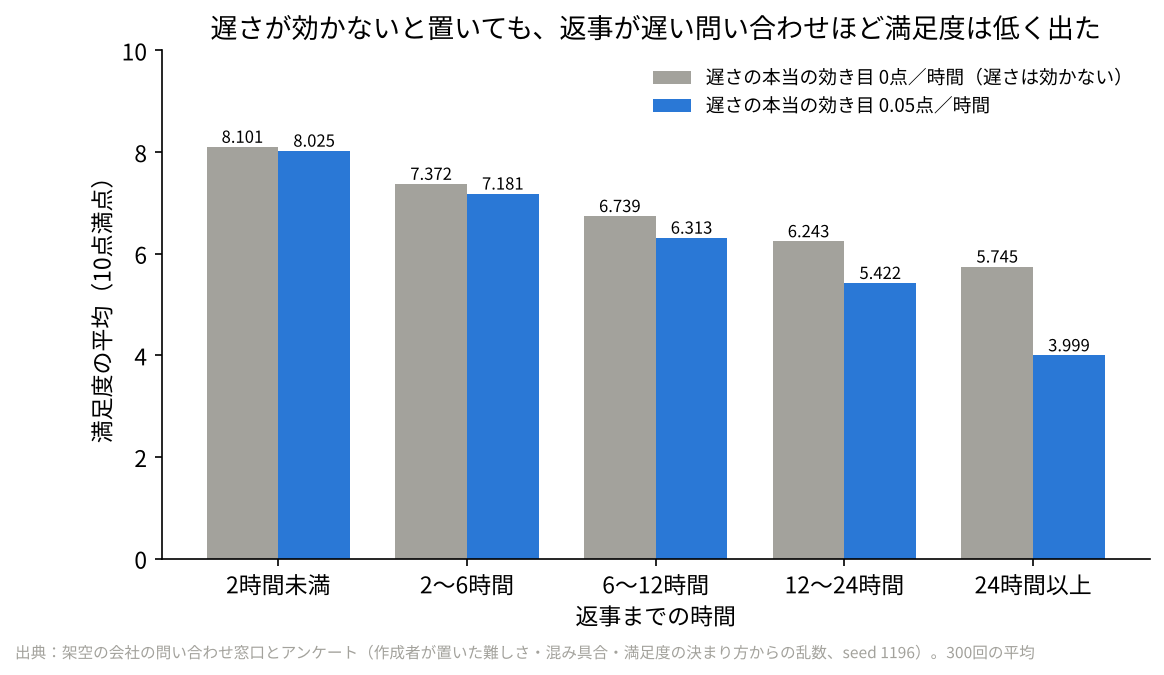 遅さが効かないと置いても、返事が遅い問い合わせほど満足度は低く出た
遅さの本当の効き目 0点／時間（遅さは効かない）
遅さの本当の効き目 0.05点／時間
満足度の平均（10点満点）
10
8
6
4
2
0
8.101
8.025
7.372
7.181
6.739
6.313
6.243
5.422
5.745
3.999
2時間未満
2〜6時間
6〜12時間
12〜24時間
24時間以上
返事までの時間
出典：架空の会社の問い合わせ窓口とアンケート（作成者が置いた難しさ・混み具合・満足度の決まり方からの乱数、seed 1196）。300回の平均